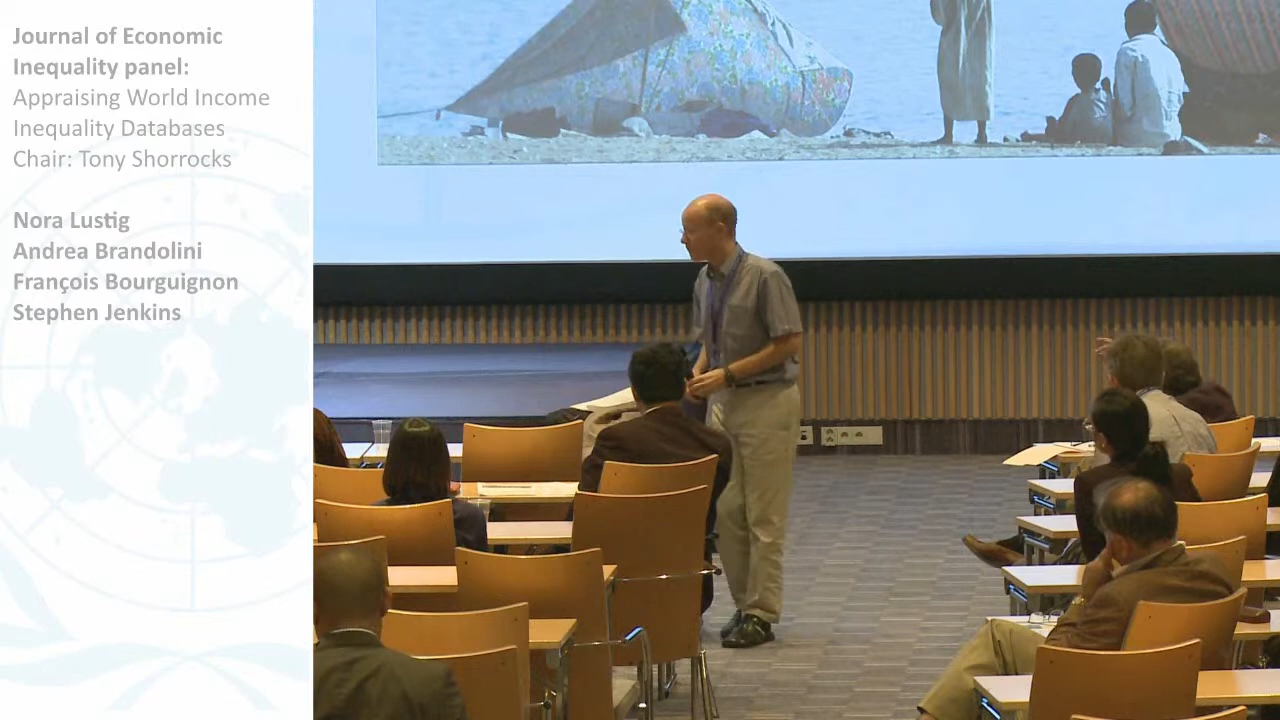 Journal of Economic
Inequality panel:
Appraising World Income
Inequality Databases
Chair: Tony Shorrocks
Nora Lustig
Andrea Brandolini
François Bourguignon
Stephen Jenkins